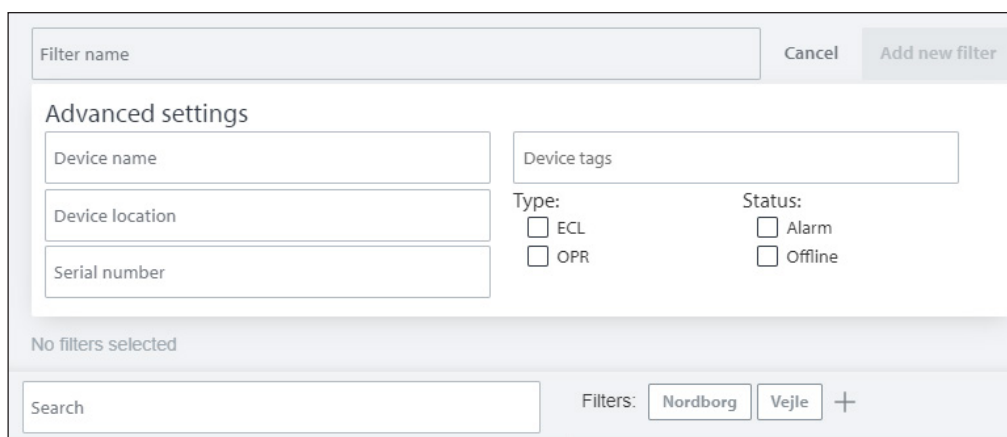 Filter name
Cancel
Add new filter
Advanced settings
Device name
Device tags
Device location
Type:
Status:
ECL
Alarm
Serial number
OPR
Offline
No filters selected
Search
Filters:
Nordborg
Vejle